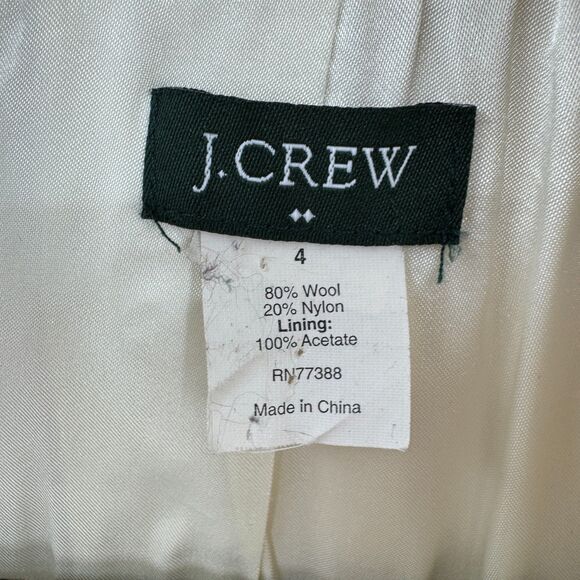 J.CREW
4
80% Wool
20% Nylon
Lining:
100% Acetate
RN77388
Made in China